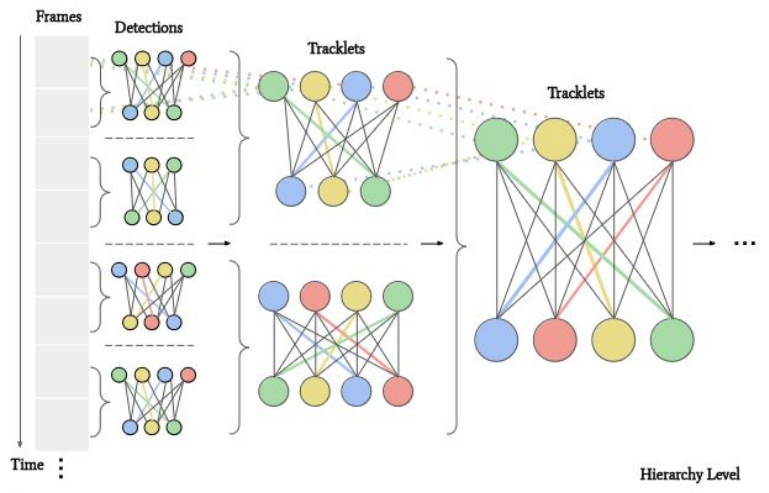 Frames
Detections
Tracklets
Tracklets
...
Time
Hierarchy Level